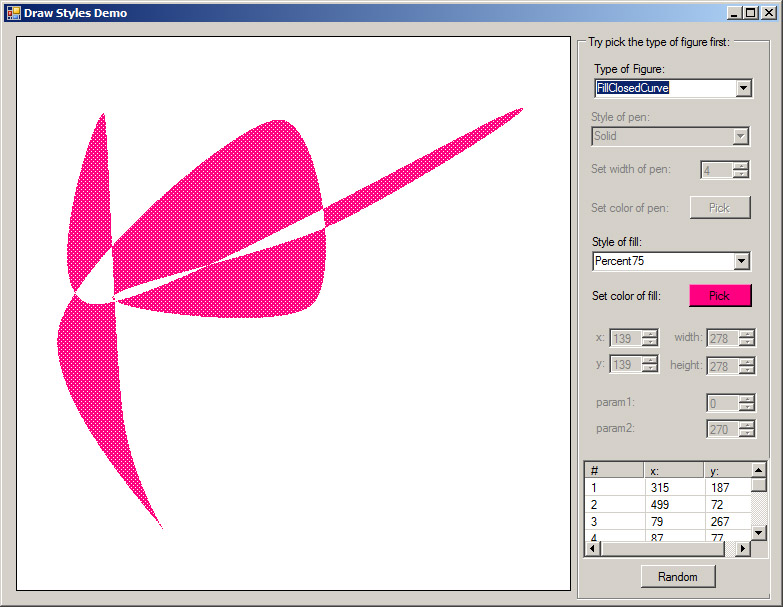 Draw Styles Demo
Try pick the type of figure first:
Type of Figure:
FillClosedCurve
Style of pen:
Solid
Set width of pen: 4
Set color of pen: Pick
Style of fill:
Percent75
Set color of fill: Pick
x: 139 width: 278
y: 139 height: 278
param1: 0
param2: 270
# x: y:
1 315 187
2 499 72
3 79 267
4 87 77
Random